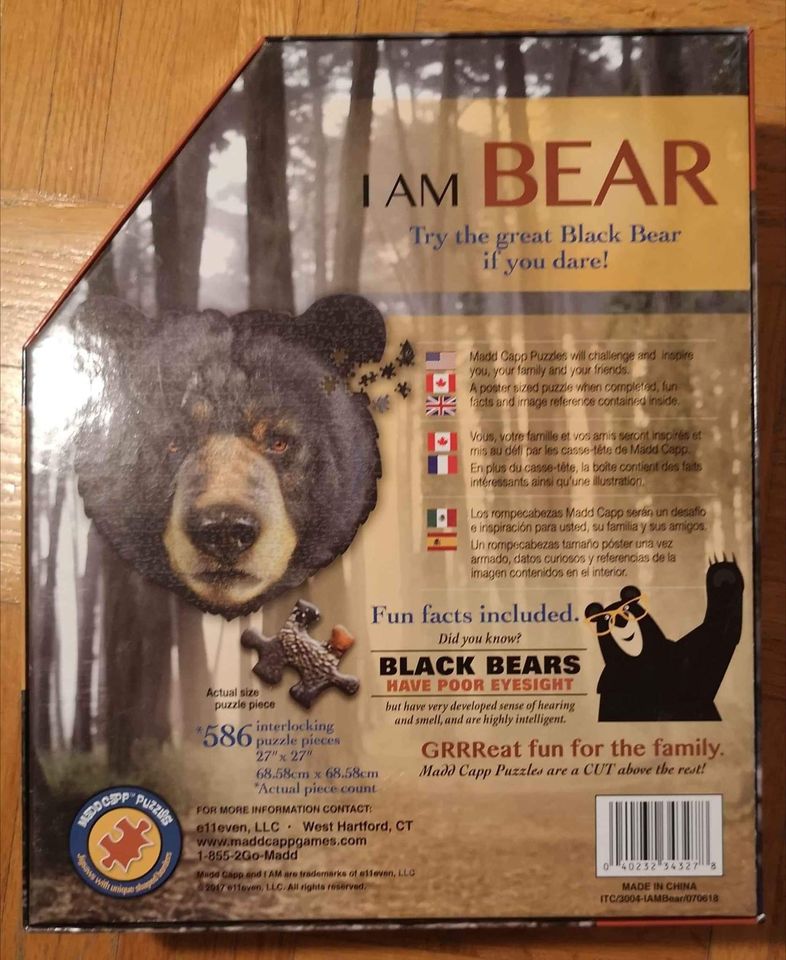 I AM BEAR
Try the great Black Bear
if you dare!
Madd Capp Puzzles will challenge and inspire
you, your family and your friends.
A poster sized puzzle when completed, fun
facts and image reference contained inside.
Vous, votre famille et vos amis seront inspirés et
mis au défi par les casse-tête de Madd Capp.
En plus du casse-tête, la boîte contient des faits
intéressants ainsi qu'une illustration.
Los rompecabezas Madd Capp serán un desafío
e inspiración para usted, su familia y sus amigos.
Un rompecabezas tamaño póster una vez
armado, datos curiosos y referencias de la
imagen contenidos en el interior.
Fun facts included.
Did you know?
BLACK BEARS
HAVE POOR EYESIGHT
but have very developed sense of hearing
and smell, and are highly intelligent.
Actual size
puzzle piece
*586 interlocking
puzzle pieces
27" x 27"
68.58cm x 68.58cm
*Actual piece count
GRRReat fun for the family.
Madd Capp Puzzles are a CUT above the rest!
MADD CAPP™ PUZZLES
Jigsaws with unique shaped borders
FOR MORE INFORMATION CONTACT:
e11even, LLC · West Hartford, CT
www.maddcappgames.com
1-855-2Go-Madd
Madd Capp and I AM are trademarks of e11even, LLC
© 2017 e11even, LLC. All rights reserved.
0 40232 34327 8
MADE IN CHINA
ITC/3004-IAMBear/070618